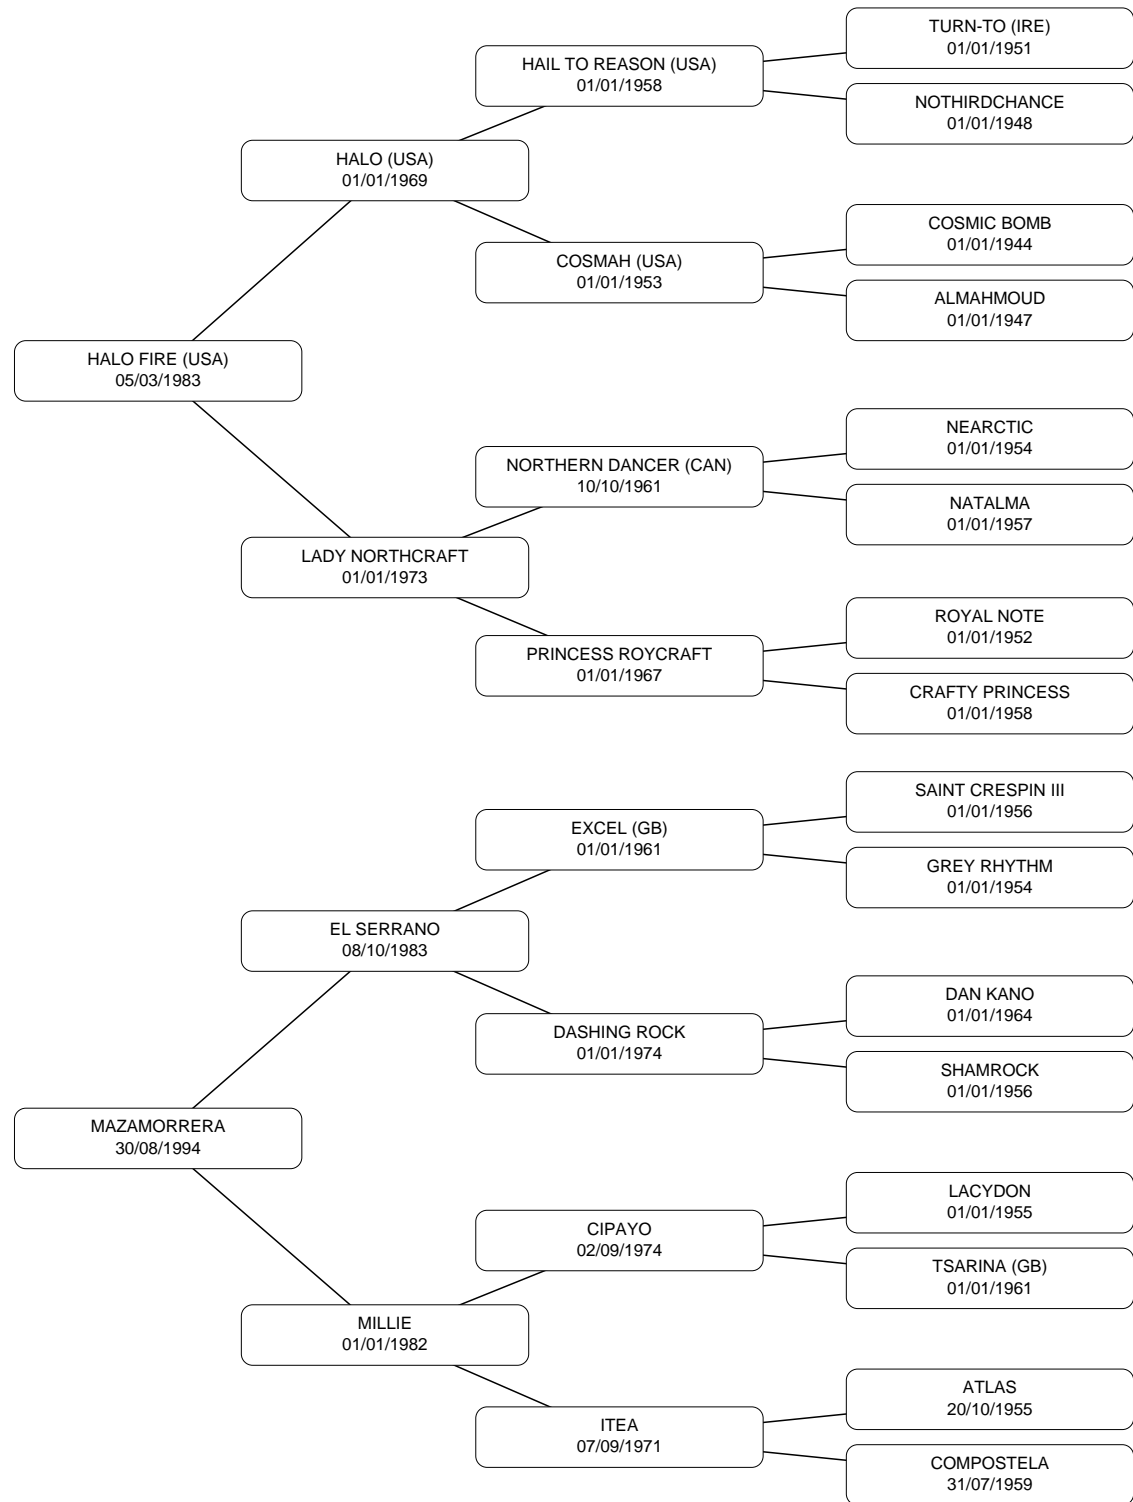 TURN-TO (IRE)
01/01/1951
HAIL TO REASON (USA)
01/01/1958
NOTHIRDCHANCE
01/01/1948
HALO (USA)
01/01/1969
COSMIC BOMB
01/01/1944
COSMAH (USA)
01/01/1953
ALMAHMOUD
01/01/1947
HALO FIRE (USA)
05/03/1983
NEARCTIC
01/01/1954
NORTHERN DANCER (CAN)
10/10/1961
NATALMA
01/01/1957
LADY NORTHCRAFT
01/01/1973
ROYAL NOTE
01/01/1952
PRINCESS ROYCRAFT
01/01/1967
CRAFTY PRINCESS
01/01/1958
SAINT CRESPIN III
01/01/1956
EXCEL (GB)
01/01/1961
GREY RHYTHM
01/01/1954
EL SERRANO
08/10/1983
DAN KANO
01/01/1964
DASHING ROCK
01/01/1974
SHAMROCK
01/01/1956
MAZAMORRERA
30/08/1994
LACYDON
01/01/1955
CIPAYO
02/09/1974
TSARINA (GB)
01/01/1961
MILLIE
01/01/1982
ATLAS
20/10/1955
ITEA
07/09/1971
COMPOSTELA
31/07/1959